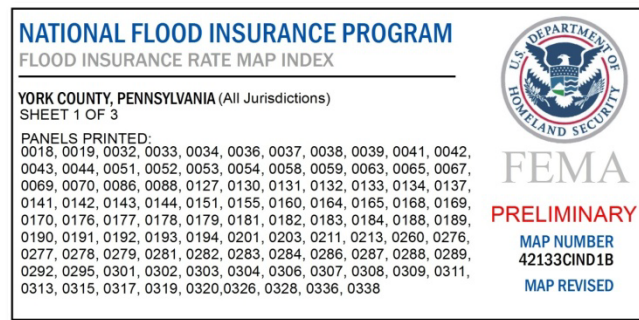 NATIONAL FLOOD INSURANCE PROGRAM
FLOOD INSURANCE RATE MAP INDEX
YORK COUNTY, PENNSYLVANIA (All Jurisdictions)
SHEET 1 OF 3
PANELS PRINTED:
0018, 0019, 0032, 0033, 0034, 0036, 0037, 0038, 0039, 0041, 0042,
0043, 0044, 0051, 0052, 0053, 0054, 0058, 0059, 0063, 0065, 0067,
0069, 0070, 0086, 0088, 0127, 0130, 0131, 0132, 0133, 0134, 0137,
0141, 0142, 0143, 0144, 0151, 0155, 0160, 0164, 0165, 0168, 0169,
0170, 0176, 0177, 0178, 0179, 0181, 0182, 0183, 0184, 0188, 0189,
0190, 0191, 0192, 0193, 0194, 0201, 0203, 0211, 0213, 0260, 0276,
0277, 0278, 0279, 0281, 0282, 0283, 0284, 0286, 0287, 0288, 0289,
0292, 0295, 0301, 0302, 0303, 0304, 0306, 0307, 0308, 0309, 0311,
0313, 0315, 0317, 0319, 0320,0326, 0328, 0336, 0338
U.S. DEPARTMENT OF
HOMELAND SECURITY
FEMA
PRELIMINARY
MAP NUMBER
42133CIND1B
MAP REVISED